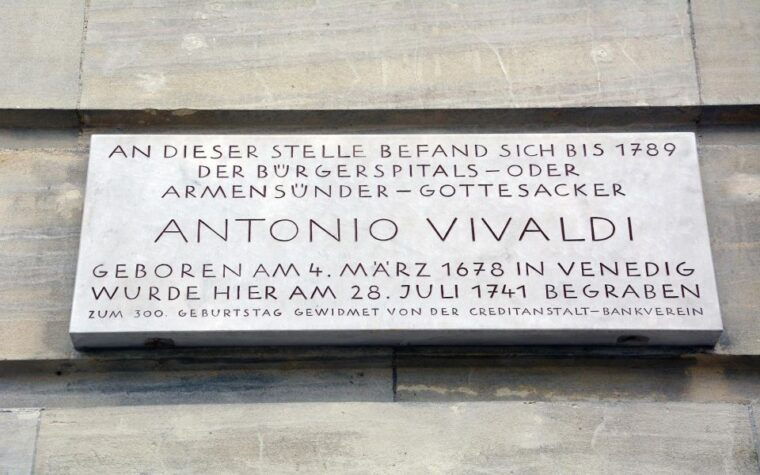 AN DIESER STELLE BEFAND SICH BIS 1789
DER BÜRGERSPITALS – ODER
ARMENSÜNDER – GOTTESACKER
ANTONIO VIVALDI
GEBOREN AM 4. MÄRZ 1678 IN VENEDIG
WURDE HIER AM 28. JULI 1741 BEGRABEN
ZUM 300. GEBURTSTAG GEWIDMET VON DER CREDITANSTALT–BANKVEREIN